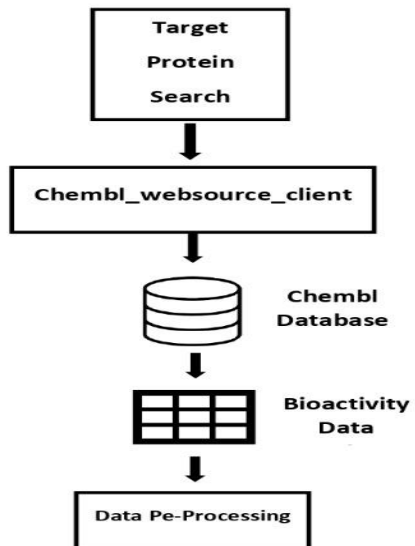 Target
Protein
Search
Chembl_websource_client
Chembl
Database
Bioactivity
Data
Data Pe-Processing